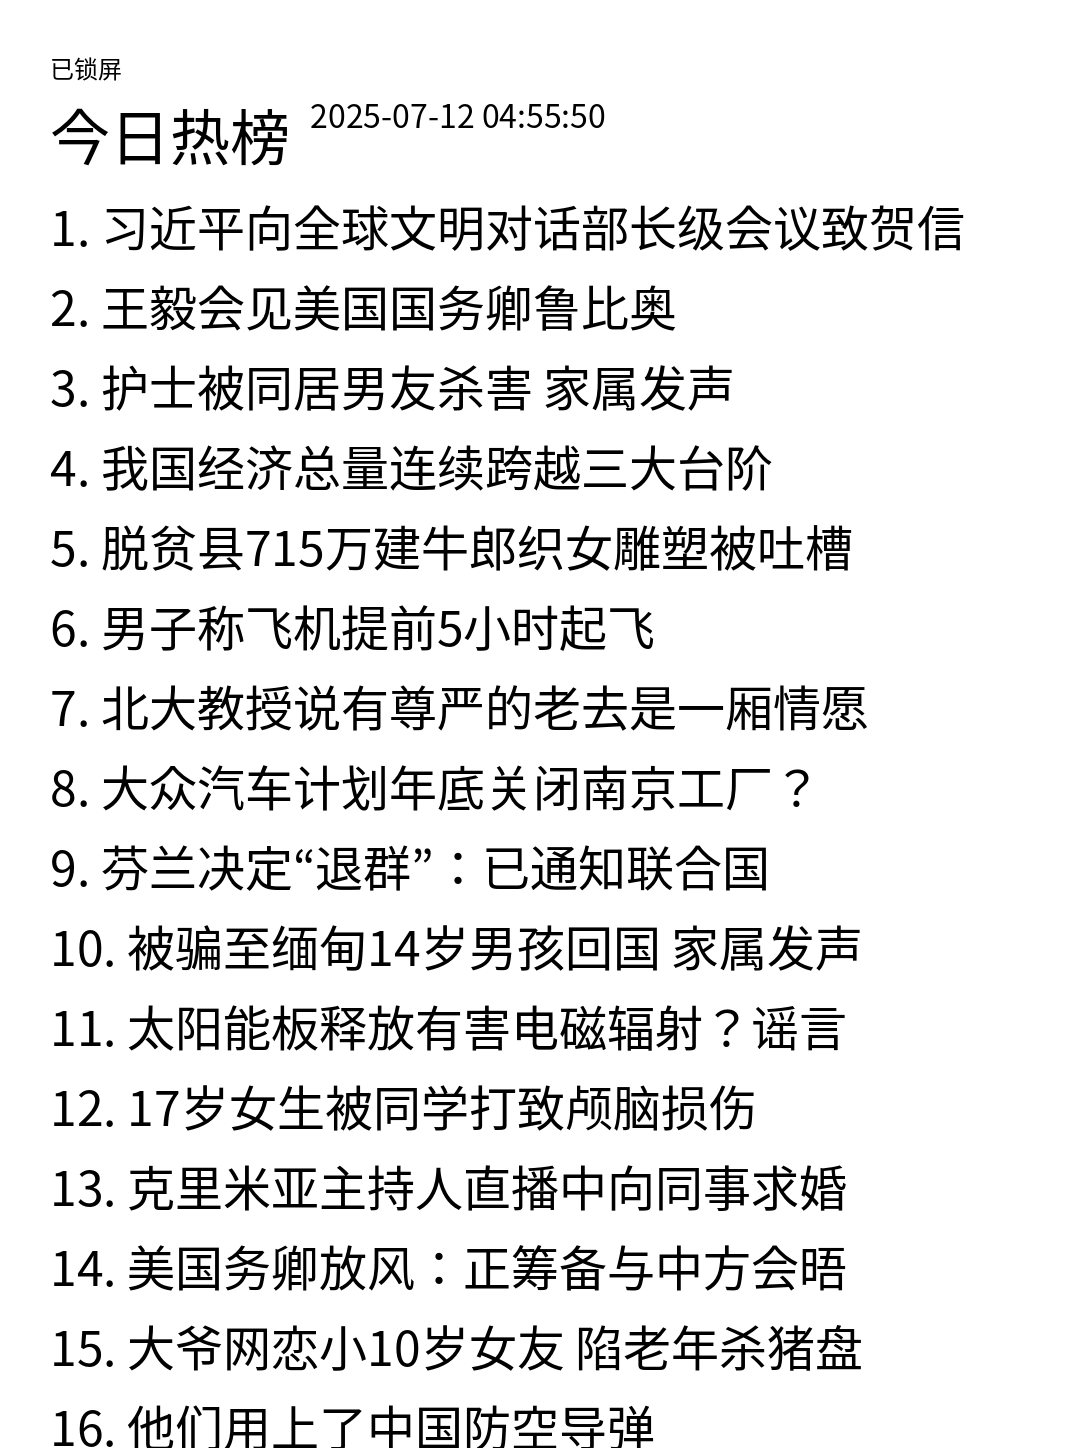 已锁屏
今日热榜 2025-07-12 04:55:50
1. 习近平向全球文明对话部长级会议致贺信
2. 王毅会见美国国务卿鲁比奥
3. 护士被同居男友杀害 家属发声
4. 我国经济总量连续跨越三大台阶
5. 脱贫县715万建牛郎织女雕塑被吐槽
6. 男子称飞机提前5小时起飞
7. 北大教授说有尊严的老去是一厢情愿
8. 大众汽车计划年底关闭南京工厂？
9. 芬兰决定“退群”：已通知联合国
10. 被骗至缅甸14岁男孩回国 家属发声
11. 太阳能板释放有害电磁辐射？谣言
12. 17岁女生被同学打致颅脑损伤
13. 克里米亚主持人直播中向同事求婚
14. 美国务卿放风：正筹备与中方会晤
15. 大爷网恋小10岁女友 陷老年杀猪盘
16. 他们用上了中国防空导弹